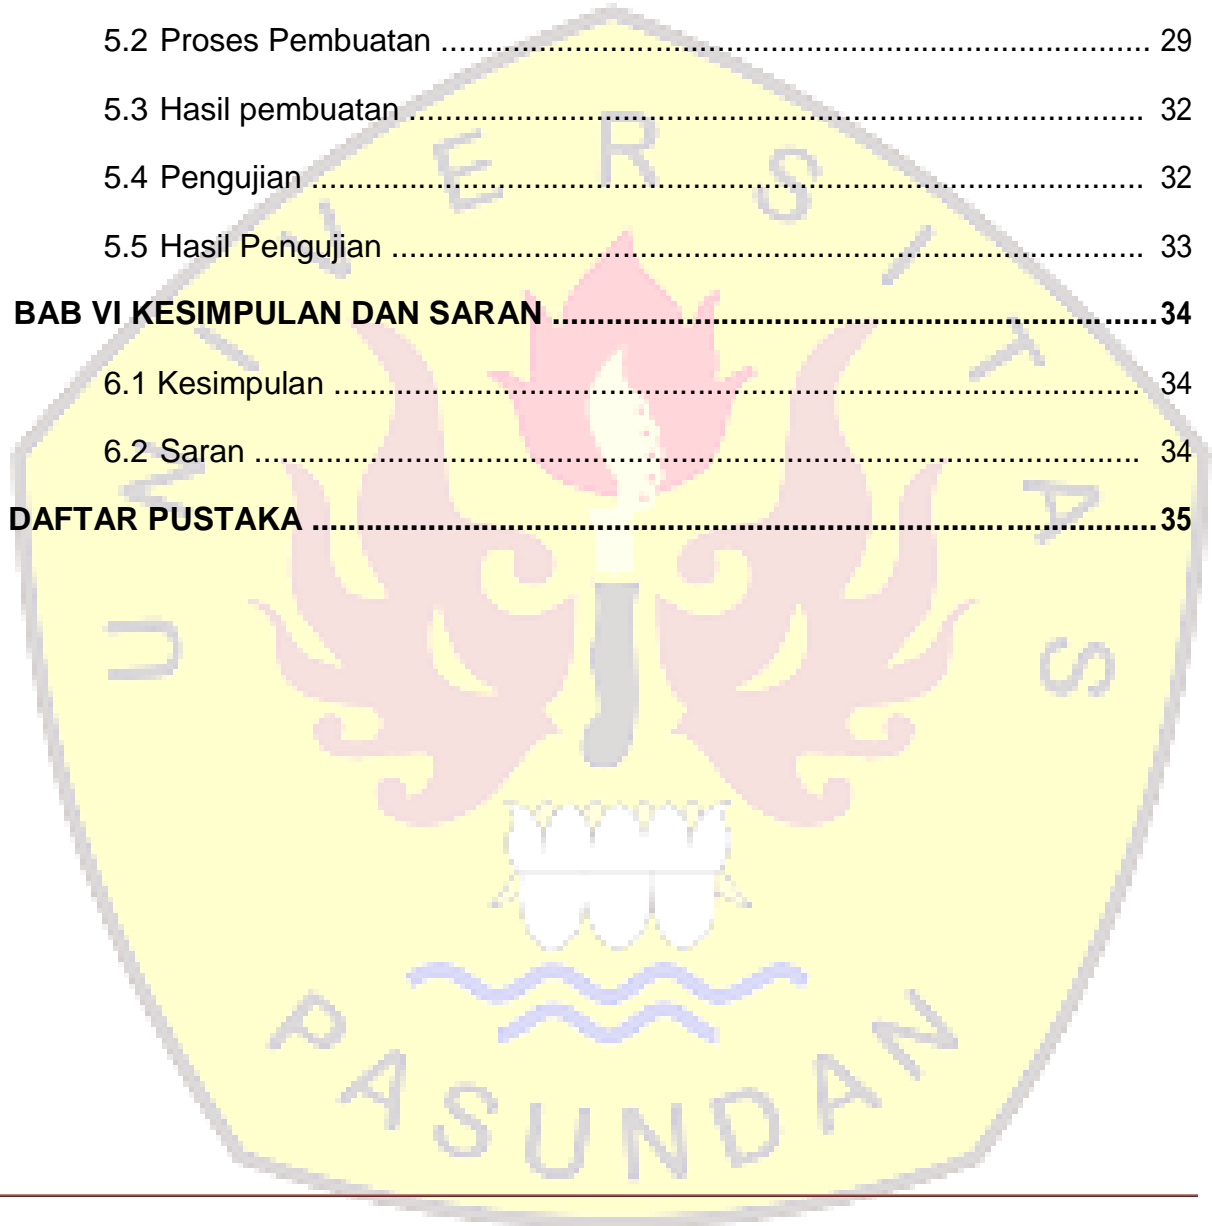 5.2 Proses Pembuatan ............................................................................... 29
5.3 Hasil pembatan .................................................................................. 32
5.4 Pengujian ............................................................................................ 32
5.5 Hasil Pengujian ................................................................................... 33
BAB VI KESIMPULAN DAN SARAN ........................................................... 34
6.1 Kesimpulan ......................................................................................... 34
6.2 Saran .................................................................................................. 34
DAFTAR PUSTAKA .................................................................................. 35
UNIVERSITAS
PASUNDAN